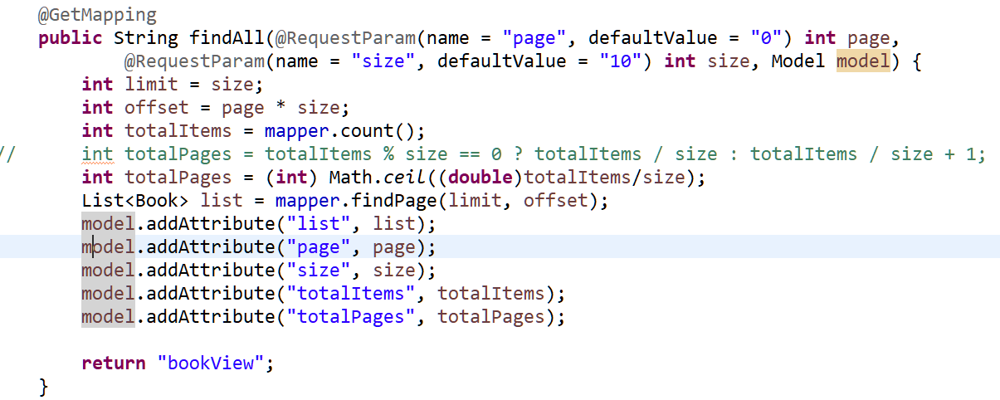 @GetMapping
public String findAll(@RequestParam(name = "page", defaultValue = "0") int page,
@RequestParam(name = "size", defaultValue = "10") int size, Model model) {
int limit = size;
int offset = page * size;
int totalItems = mapper.count();
// int totalPages = totalItems % size == 0 ? totalItems / size : totalItems / size + 1;
int totalPages = (int) Math.ceil((double)totalItems/size);
List<Book> list = mapper.findPage(limit, offset);
model.addAttribute("list", list);
model.addAttribute("page", page);
model.addAttribute("size", size);
model.addAttribute("totalItems", totalItems);
model.addAttribute("totalPages", totalPages);
return "bookView";
}